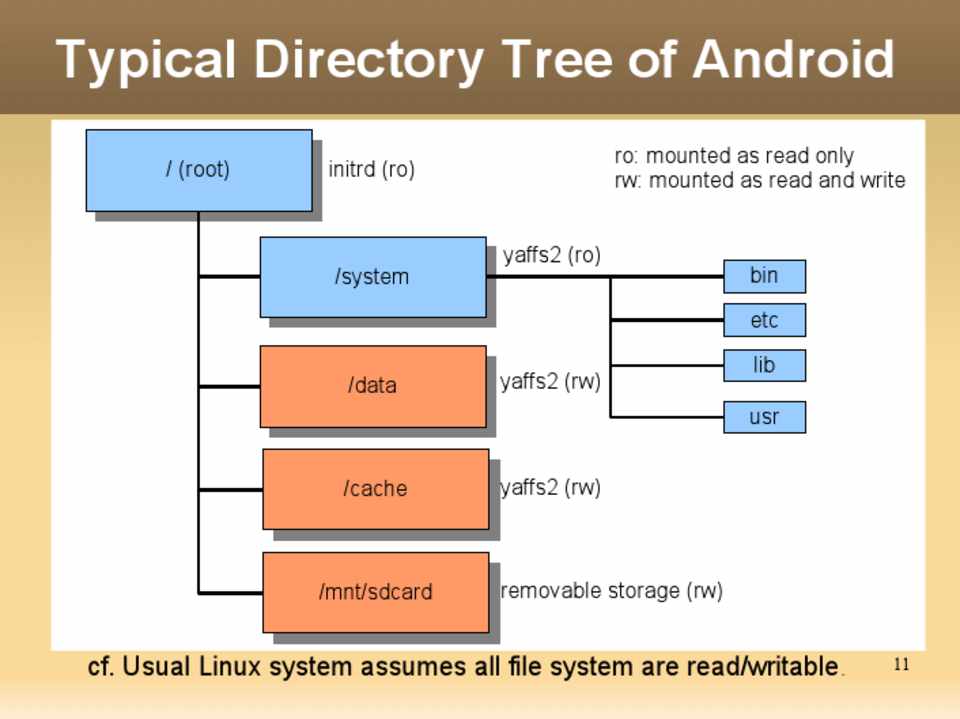 Typical Directory Tree of Android
/ (root)
initrd (ro)
ro: mounted as read only
rw: mounted as read and write
/system
yaffs2 (ro)
bin
etc
lib
usr
/data
yaffs2 (rw)
/cache
yaffs2 (rw)
/mnt/sdcard
removable storage (rw)
cf. Usual Linux system assumes all file system are read/writable.
11